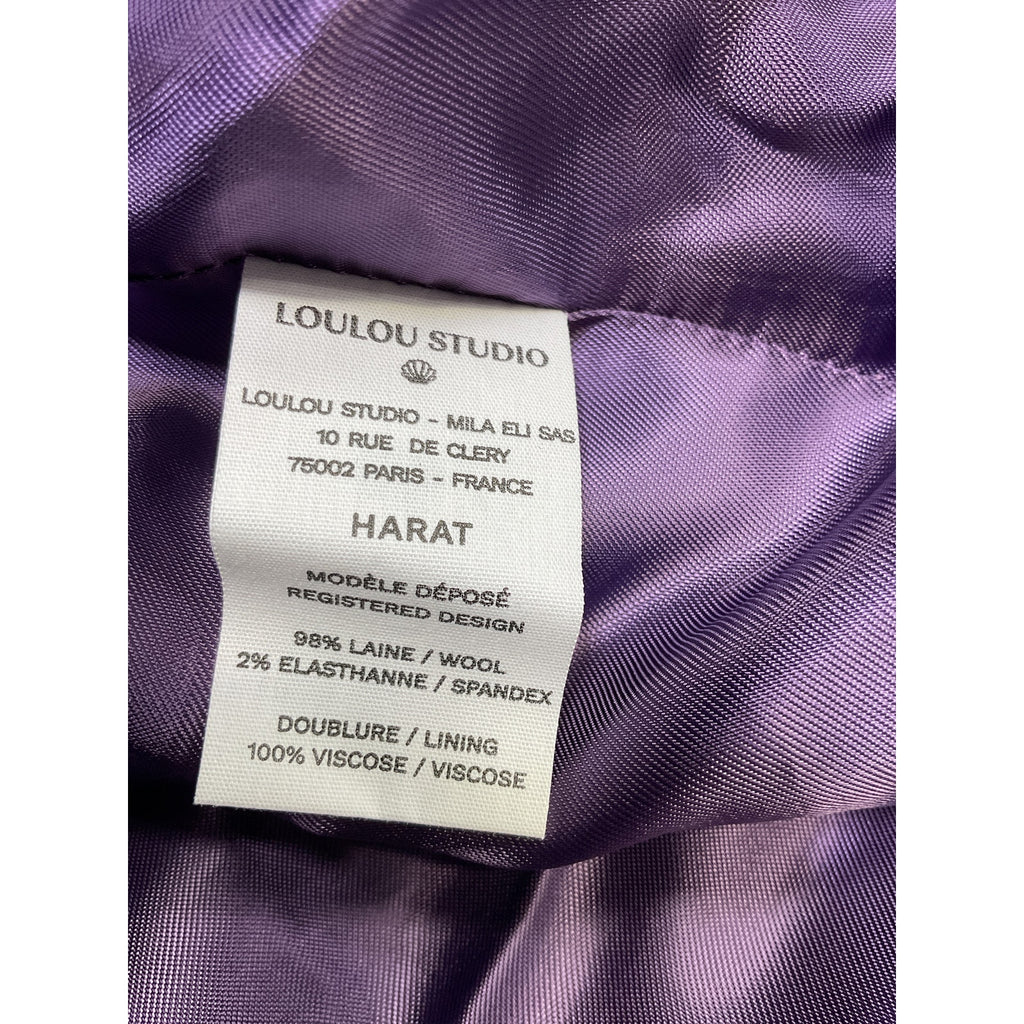 LOULOU STUDIO
LOULOU STUDIO - MILA ELI SAS
10 RUE DE CLERY
75002 PARIS - FRANCE
HARAT
MODÈLE DÉPOSÉ
REGISTERED DESIGN
98% LAINE / WOOL
2% ELASTHANNE / SPANDEX
DOUBLURE / LINING
100% VISCOSE / VISCOSE